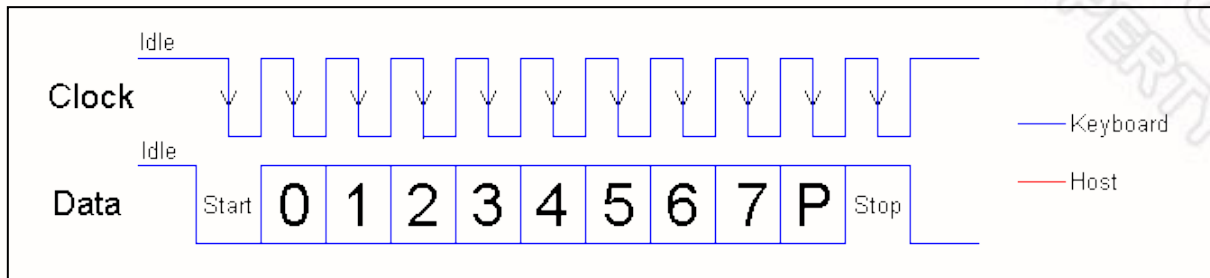 Idle
Clock
Keyboard
Idle
Host
Data
Start 0 1 2 3 4 5 6 7 P Stop